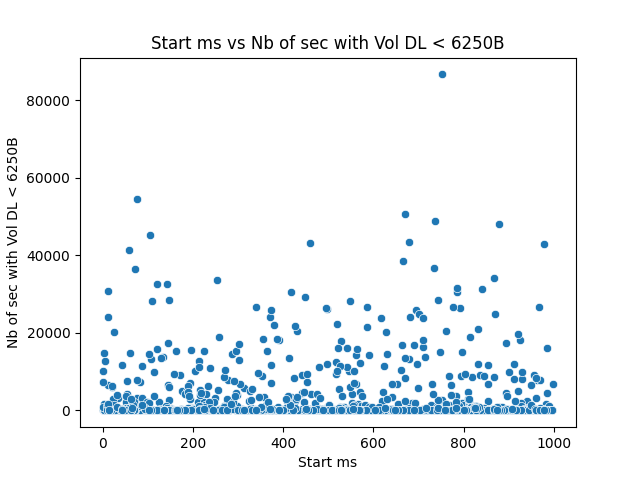 Start ms vs Nb of sec with Vol DL < 6250B
Nb of sec with Vol DL < 6250B
80000
60000
40000
20000
0
0 200 400 600 800 1000
Start ms